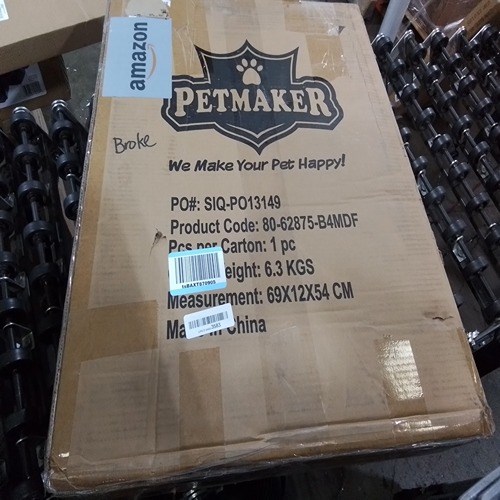 amazon
PETMAKER
Broke
We Make Your Pet Happy!
PO#: SIQ-PO13149
Product Code: 80-62875-B4MDF
Pcs per Carton: 1 pc
eight: 6.3 KGS
Measurement: 69X12X54 CM
Ma in China